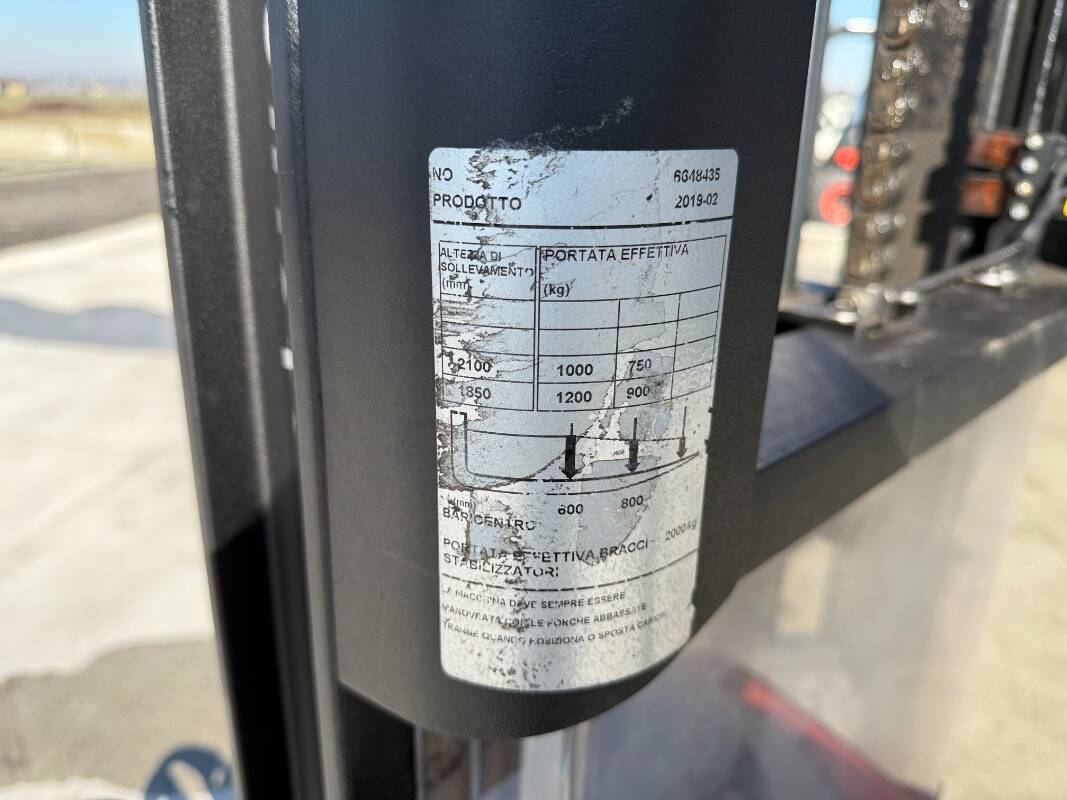 NO 6648435
PRODOTTO 2019-02
ALTEZZA DI PORTATA EFFETTIVA
SOLLEVAMENTO
(mm) (kg)
2100 1000 750
1850 1200 900
(mm) 600 800
BARICENTRO
PORTATA EFFETTIVA BRACCI 2000 kg
STABILIZZATORI
LA MACCHINA DEVE SEMPRE ESSERE
MANOVRATA CON LE FORCHE ABBASSATE
TRANNE QUANDO POSIZIONA O SPOSTA CARICHI